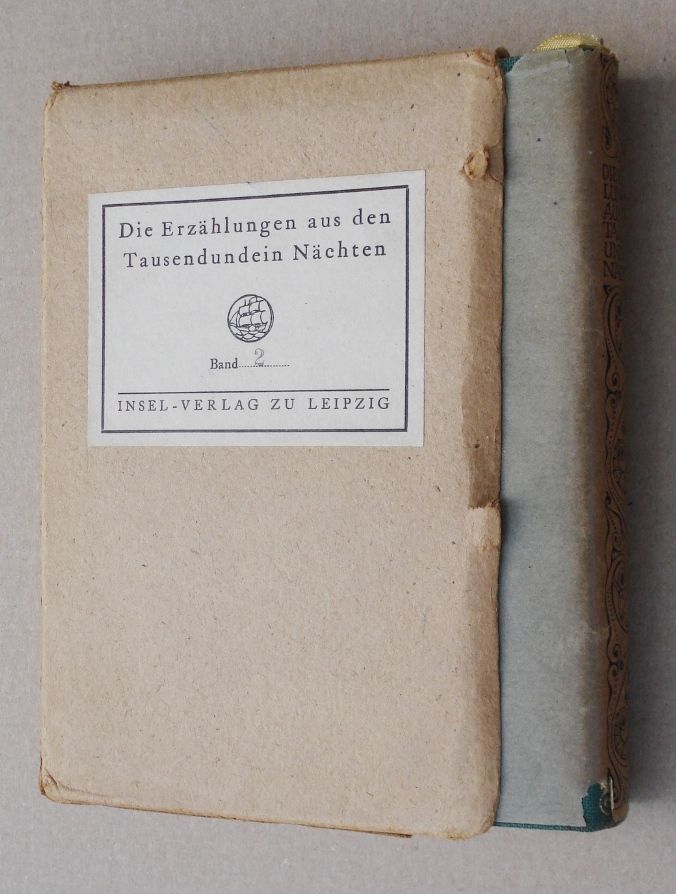 Die Erzählungen aus den
Tausendundein Nächten
Band 2
INSEL-VERLAG ZU LEIPZIG